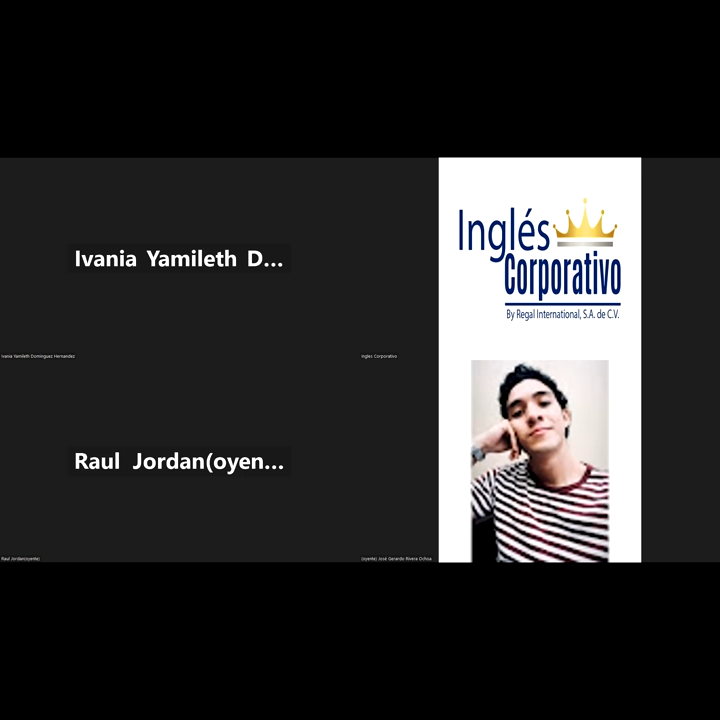 Ivania Yamileth D...
Ivania Yamileth Dominguez Hernandez
Inglés
Corporativo
By Regal International, S.A. de C.V.
Ingles Corporativo
Raul Jordan(oyen...
Raul Jordan(oyente)
(oyente) José Gerardo Rivera Ochoa